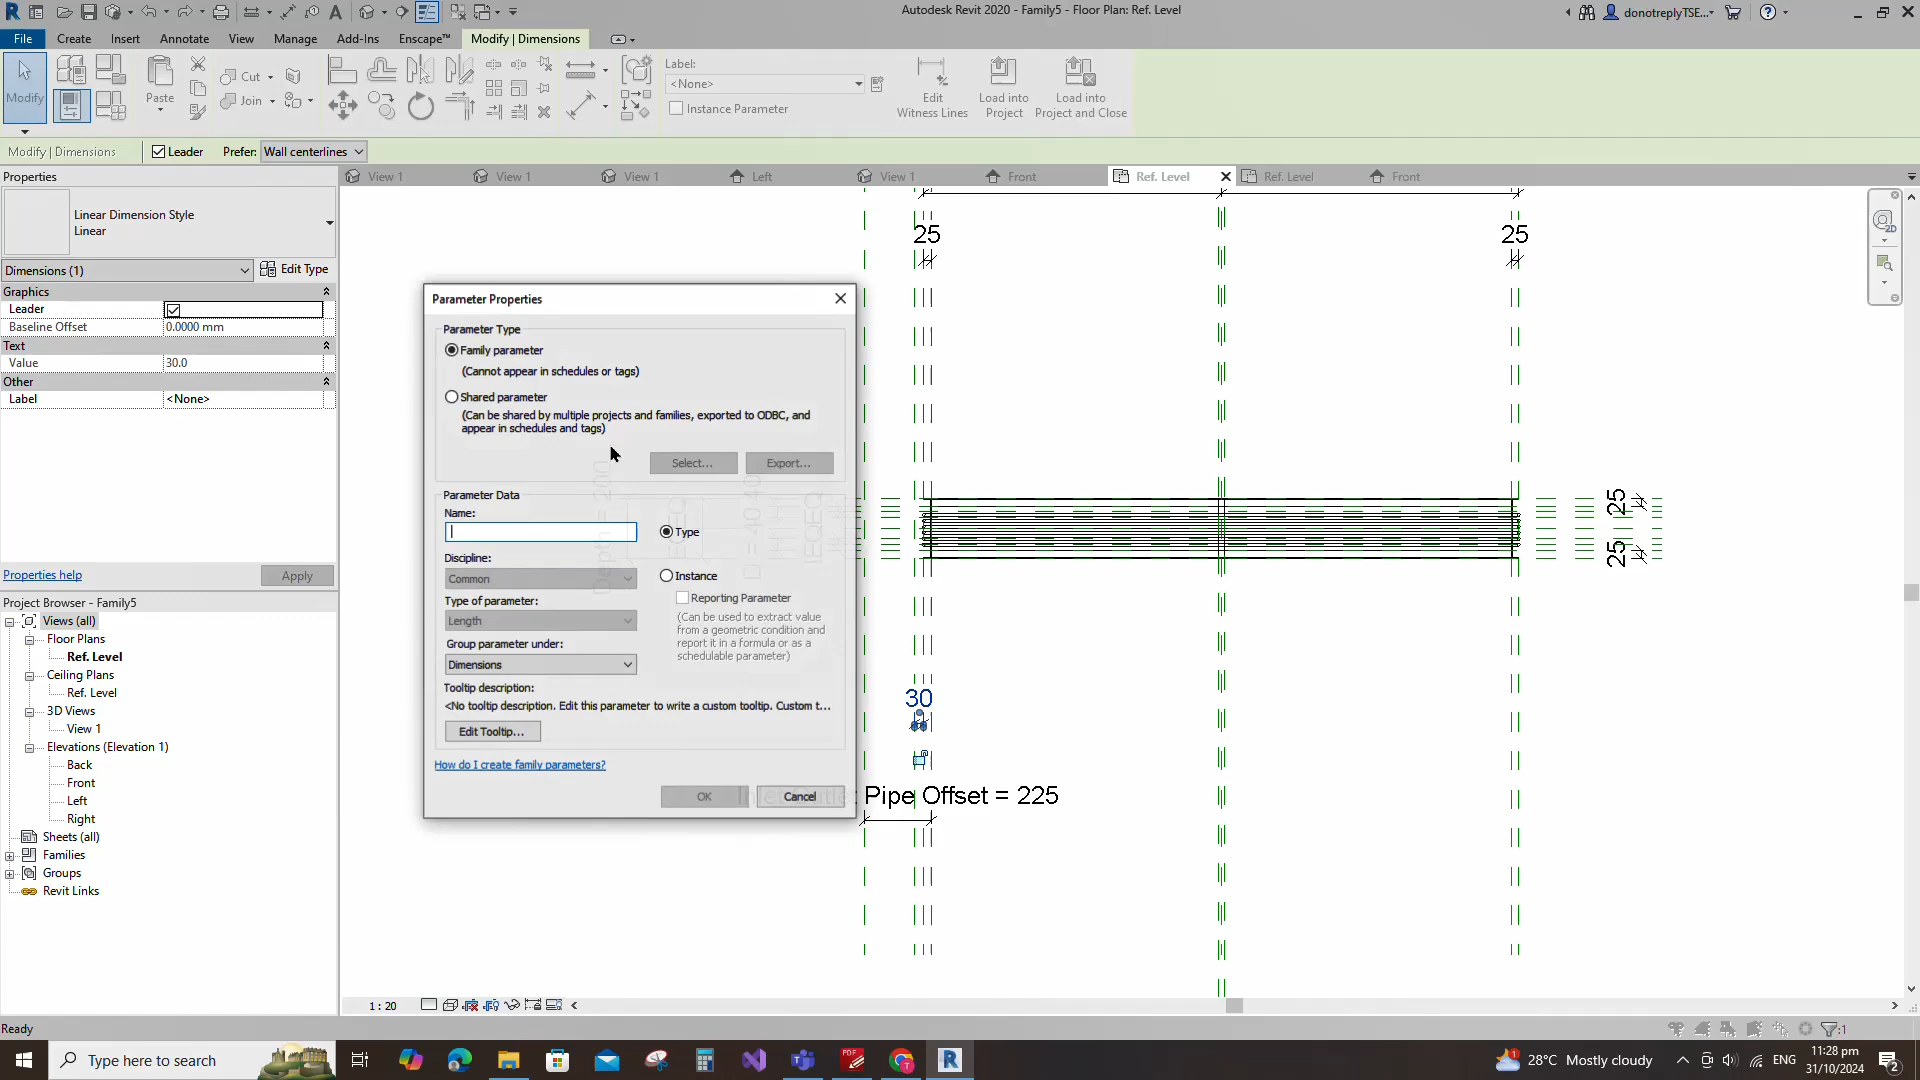 Autodesk Revit 2020 - Family5 - Floor Plan: Ref. Level
donotreplyTSE...
File
Create
Insert
Annotate
View
Manage
Add-Ins
Enscape™
Modify | Dimensions
Modify
Paste
Cut
Join
Label:
<None>
Instance Parameter
Edit
Witness Lines
Load into
Project
Load into
Project and Close
Modify | Dimensions
Leader
Prefer:
Wall centerlines
Properties
View 1
View 1
View 1
Left
View 1
Front
Ref. Level
Ref. Level
Front
Linear Dimension Style
Linear
Dimensions (1)
Edit Type
Graphics
Leader
Baseline Offset
0.0000 mm
Text
Value
30.0
Other
Label
<None>
Properties help
Apply
Project Browser - Family5
Views (all)
Floor Plans
Ref. Level
Ceiling Plans
Ref. Level
3D Views
View 1
Elevations (Elevation 1)
Back
Front
Left
Right
Sheets (all)
Families
Groups
Revit Links
Parameter Properties
Parameter Type
Family parameter
(Cannot appear in schedules or tags)
Shared parameter
(Can be shared by multiple projects and families, exported to ODBC, and
appear in schedules and tags)
Select...
Export...
Parameter Data
Name:
Type
Discipline:
Common
Instance
Type of parameter:
Length
Reporting Parameter
(Can be used to extract value
from a geometric condition and
report it in a formula or as a
schedulable parameter)
Group parameter under:
Dimensions
Tooltip description:
<No tooltip description. Edit this parameter to write a custom tooltip. Custom t...
Edit Tooltip...
How do I create family parameters?
OK
Cancel
25
25
25
25
30
Pipe Offset = 225
2D
1 : 20
Ready
:1
Type here to search
28°C Mostly cloudy
ENG
11:28 pm
31/10/2024